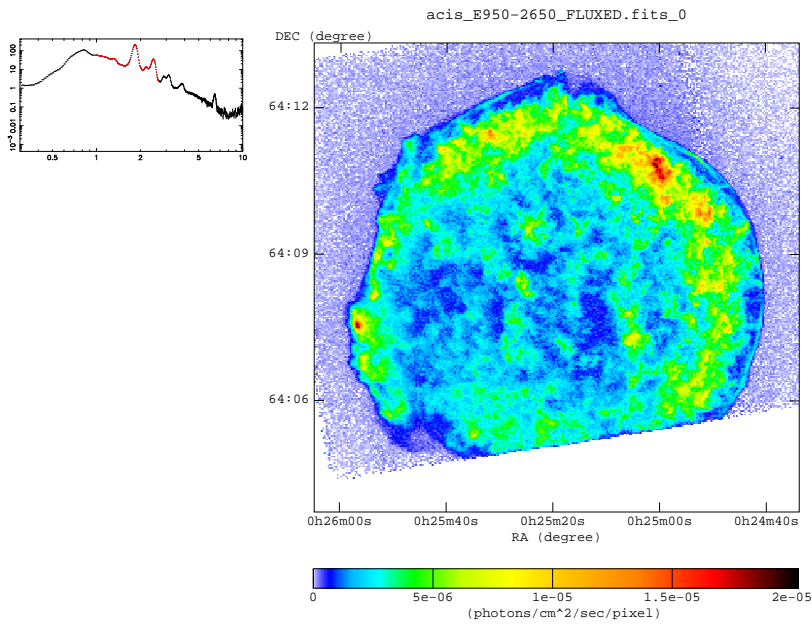 acis_E950-2650_FLUXED.fits_0
DEC (degree)
100
10
1
0.1
0.01
10⁻³
0.5 1 2 5 10
64:12
64:09
64:06
0h26m00s 0h25m40s 0h25m20s 0h25m00s 0h24m40s
RA (degree)
0 5e-06 1e-05 1.5e-05 2e-05
(photons/cm^2/sec/pixel)